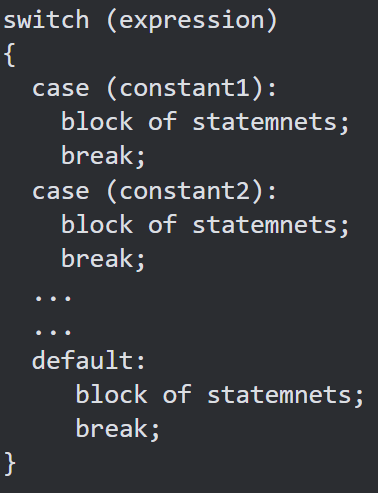 switch (expression)
{
  case (constant1):
    block of statemnets;
    break;
  case (constant2):
    block of statemnets;
    break;
  ...
  ...
  default:
     block of statemnets;
     break;
}